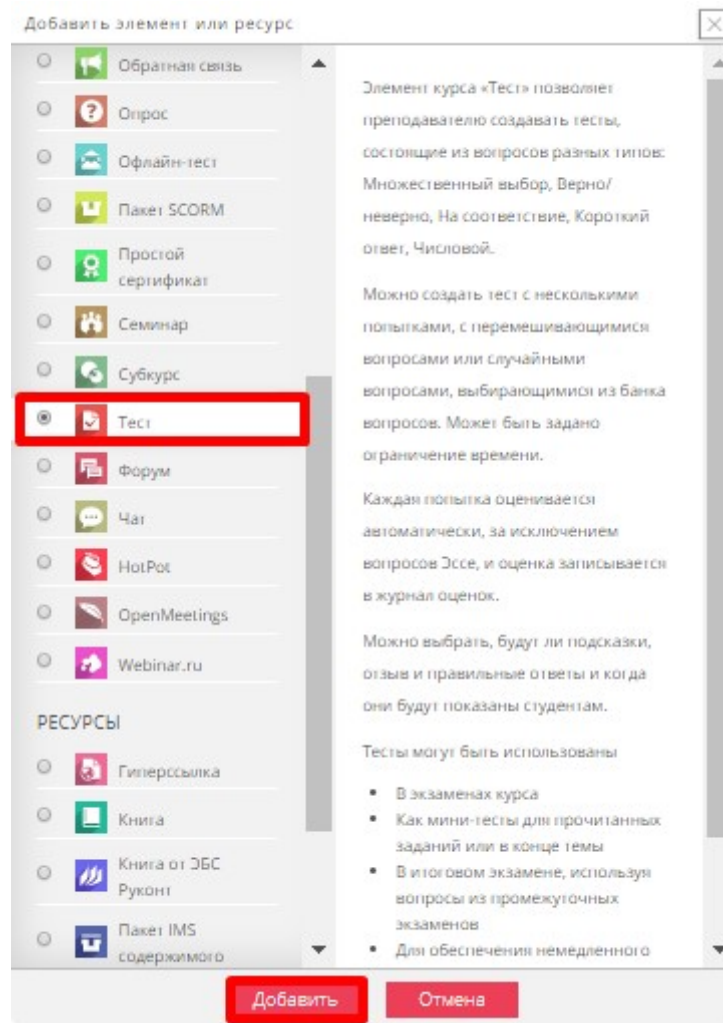 Добавить элемент или ресурс
Обратная связь
Опрос
Офлайн-тест
Пакет SCORM
Простой
сертификат
Семинар
Субкурс
Тест
Форум
Чат
HotPot
OpenMeetings
Webinar.ru
РЕСУРСЫ
Гиперссылка
Книга
Книга от ЭБС
Руконт
Пакет IMS
содержимого
Элемент курса «Тест» позволяет
преподавателю создавать тесты,
состоящие из вопросов разных типов:
Множественный выбор, Верно/
неверно, На соответствие, Короткий
ответ, Числовой.
Можно создать тест с несколькими
попытками, с перемешивающимися
вопросами или случайными
вопросами, выбирающимися из банка
вопросов. Может быть задано
ограничение времени.
Каждая попытка оценивается
автоматически, за исключением
вопросов Эссе, и оценка записывается
в журнал оценок.
Можно выбрать, будут ли подсказки,
отзыв и правильные ответы и когда
они будут показаны студентам.
Тесты могут быть использованы
• В экзаменах курса
• Как мини-тесты для прочитанных
заданий или в конце темы
• В итоговом экзамене, используя
вопросы из промежуточных
экзаменов
• Для обеспечения немедленного
Добавить
Отмена